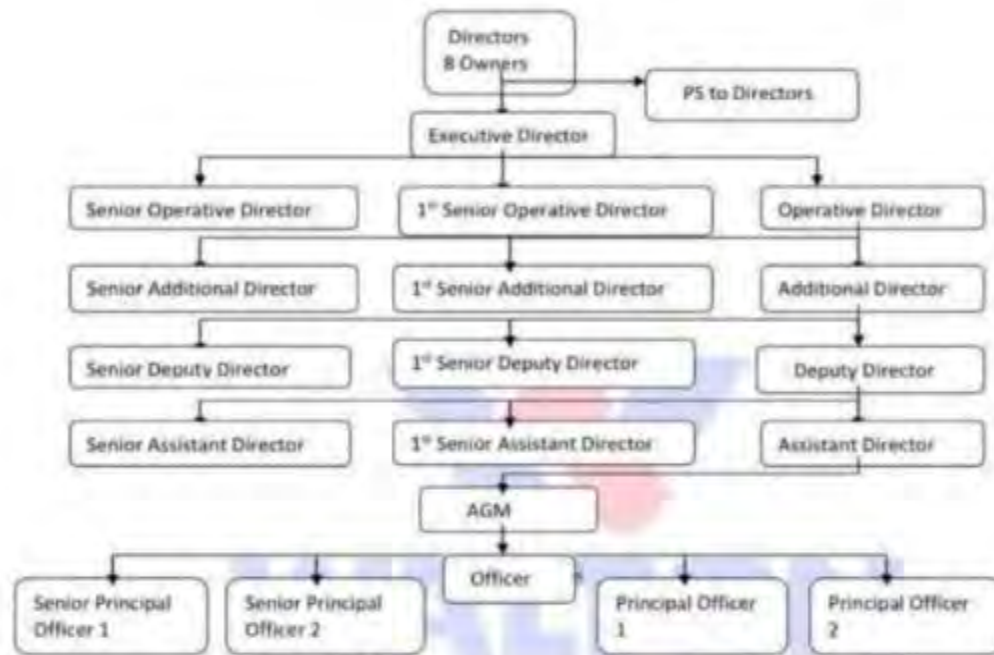 Directors
8 Owners
PS to Directors
Executive Director
Senior Operative Director
1st Senior Operative Director
Operative Director
Senior Additional Director
1st Senior Additional Director
Additional Director
Senior Deputy Director
1st Senior Deputy Director
Deputy Director
Senior Assistant Director
1st Senior Assistant Director
Assistant Director
AGM
Officer
Senior Principal
Officer 1
Senior Principal
Officer 2
Principal Officer
1
Principal Officer
2